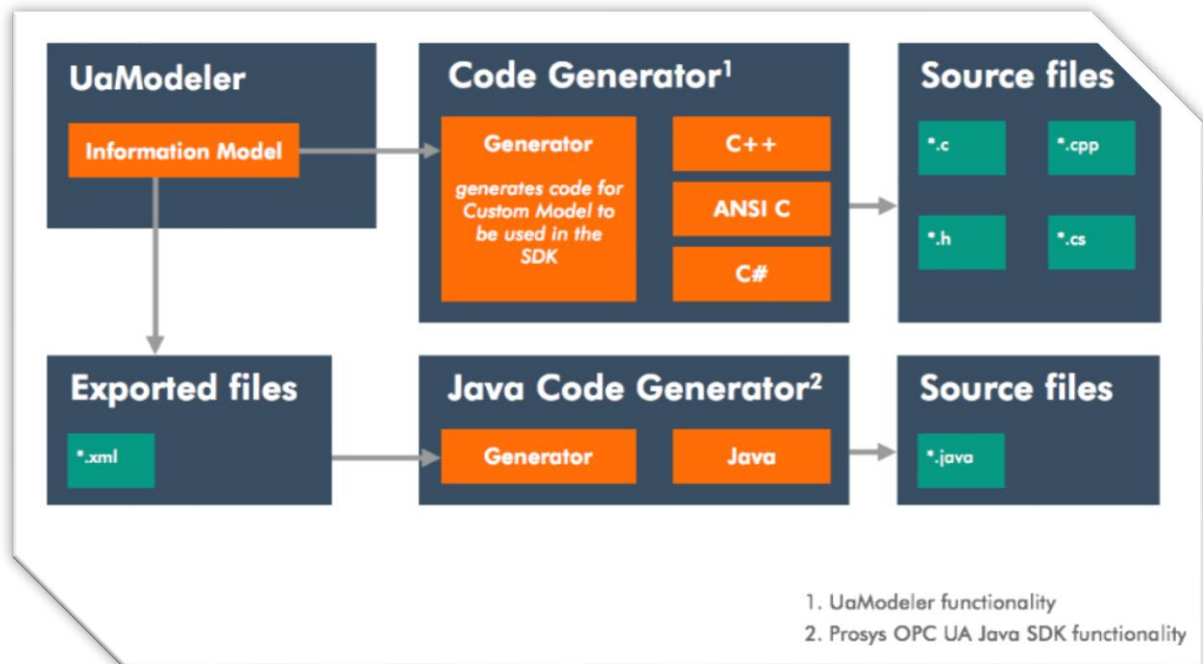 UaModeler
Information Model
Code Generator¹
Generator
generates code for
Custom Model to
be used in the
SDK
C++
ANSI C
C#
Source files
*.c
*.cpp
*.h
*.cs
Exported files
*.xml
Java Code Generator²
Generator
Java
Source files
*.java
1. UaModeler functionality
2. Prosys OPC UA Java SDK functionality